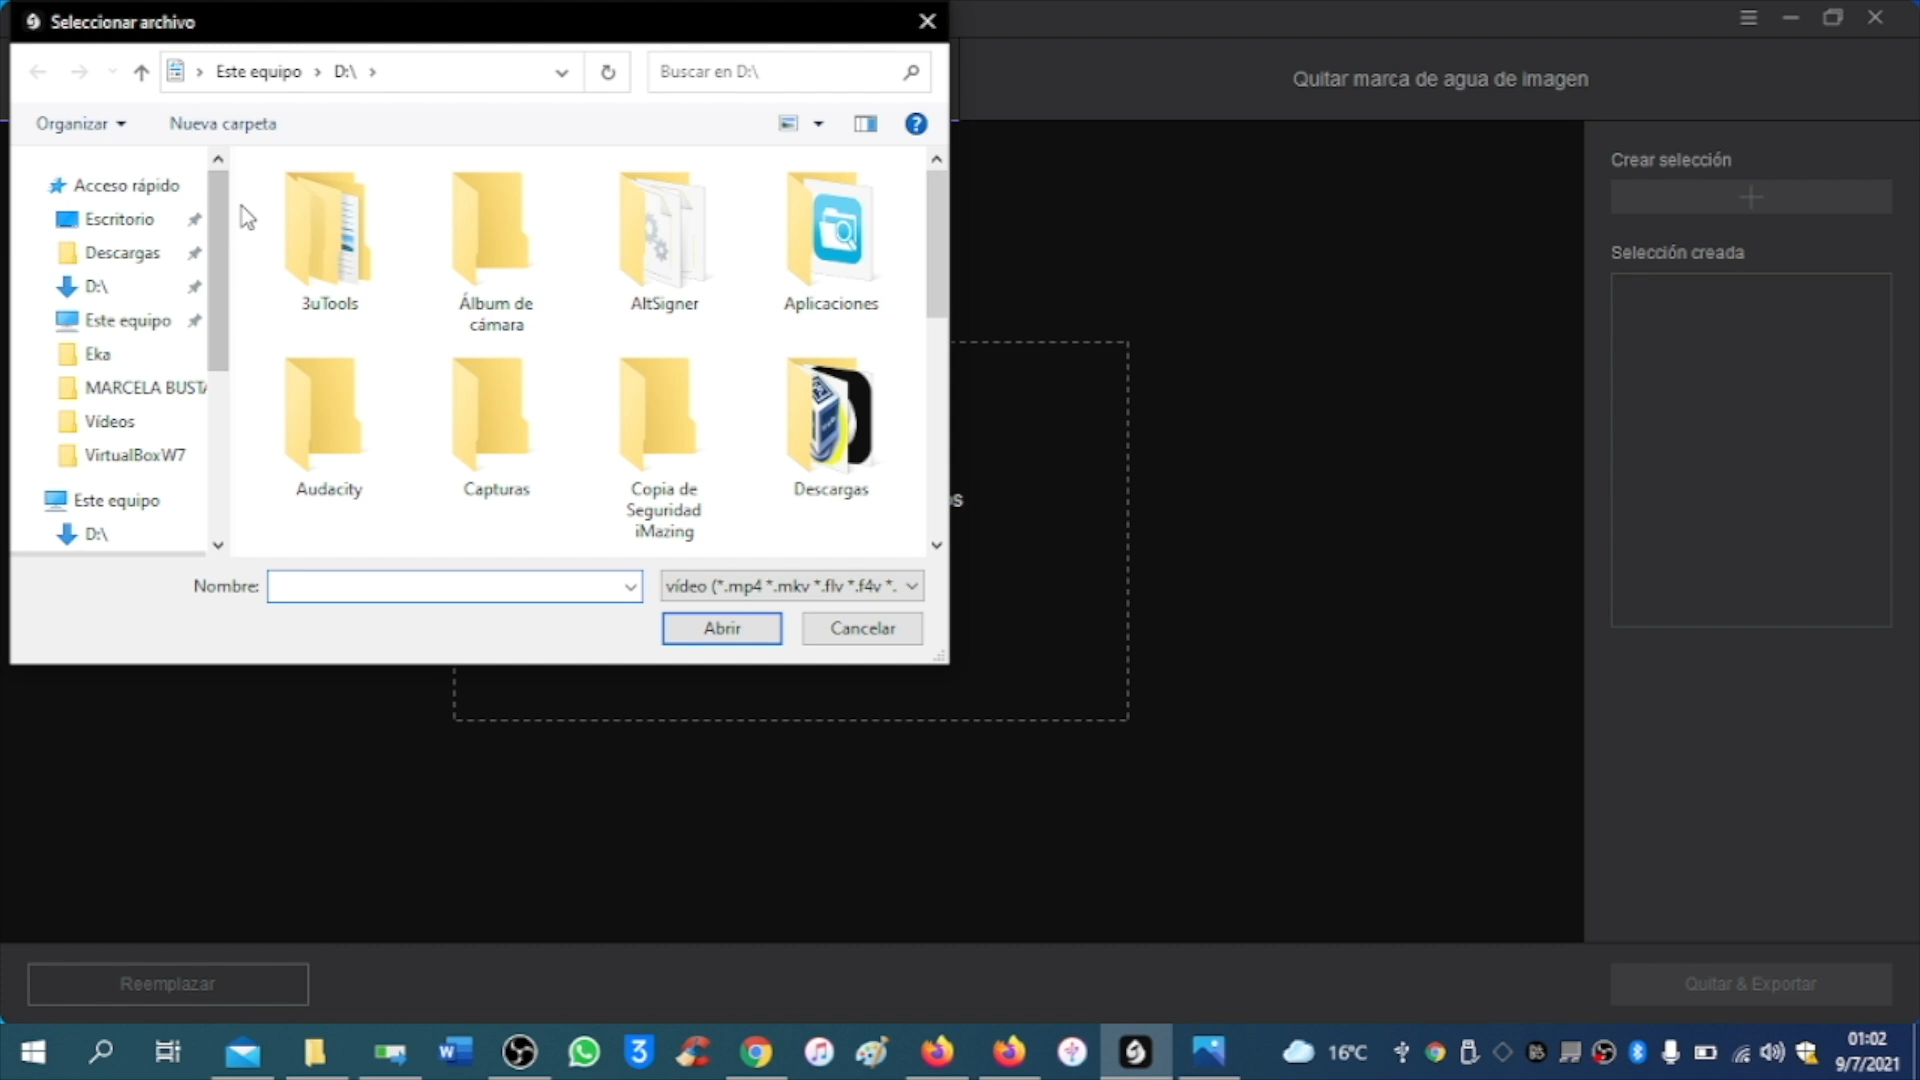 Seleccionar archivo
Este equipo
D:\
Buscar en D:\
Quitar marca de agua de imagen
Organizar
Nueva carpeta
Acceso rápido
Escritorio
Descargas
D:\
Este equipo
Eka
MARCELA BUSTA
Vídeos
VirtualBoxW7
Este equipo
D:\
3uTools
Álbum de
cámara
AltSigner
Aplicaciones
Audacity
Capturas
Copia de
Seguridad
iMazing
Descargas
Nombre:
vídeo (*.mp4 *.mkv *.flv *.f4v *.
Abrir
Cancelar
Crear selección
Selección creada
Reemplazar
Quitar & Exportar
16°C
01:02
9/7/2021